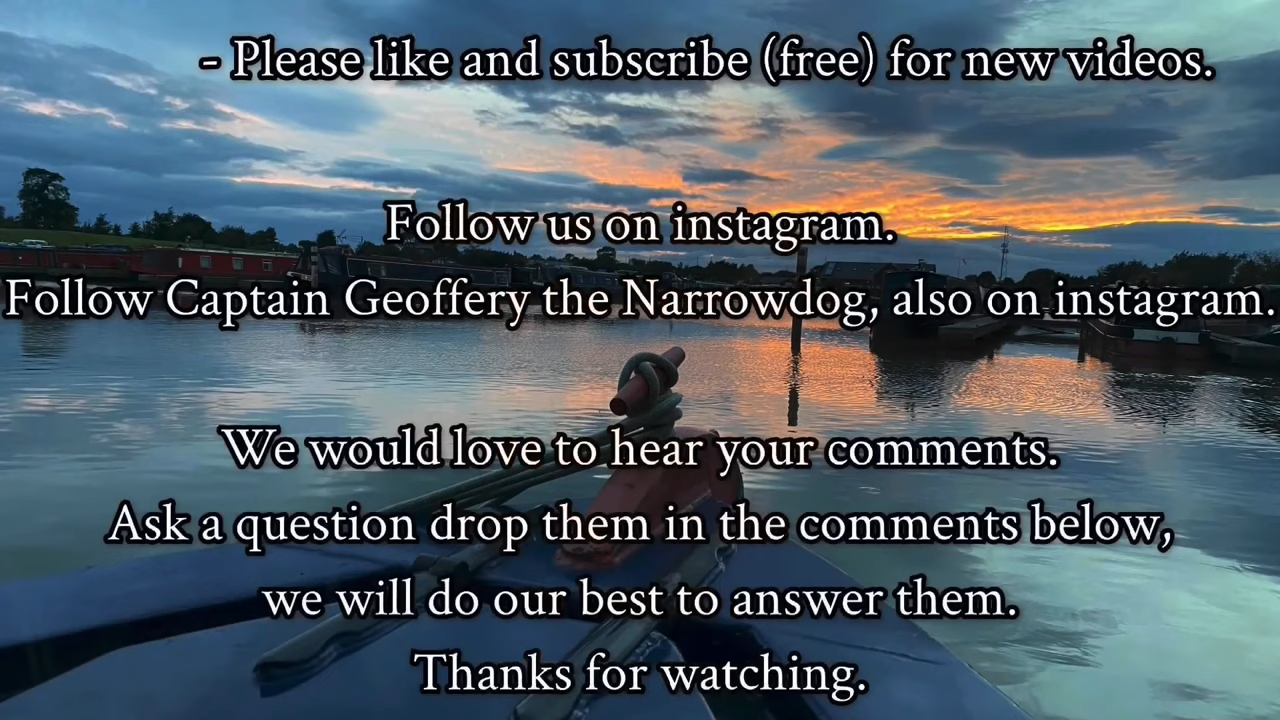 - Please like and subscribe (free) for new videos.
Follow us on instagram.
Follow Captain Geoffery the Narrowdog, also on instagram.
We would love to hear your comments.
Ask a question drop them in the comments below,
we will do our best to answer them.
Thanks for watching.